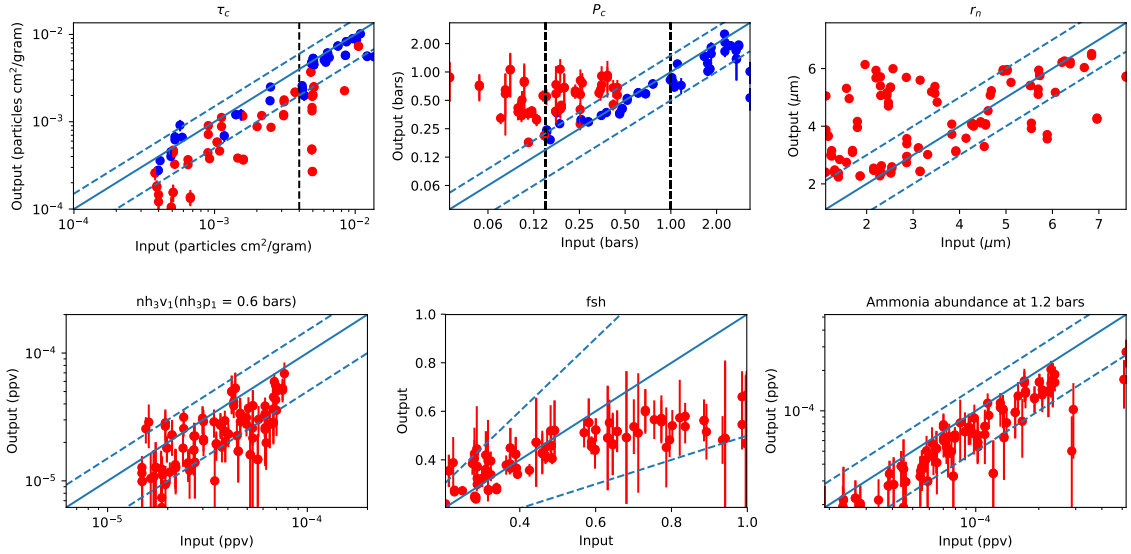 τ_c
Output (particles cm²/gram)
10⁻²
10⁻³
10⁻⁴
10⁻⁴ 10⁻³ 10⁻²
Input (particles cm²/gram)
P_c
Output (bars)
2.00
1.00
0.50
0.25
0.12
0.06
0.06 0.12 0.25 0.50 1.00 2.00
Input (bars)
r_n
Output (μm)
6
4
2
2 3 4 5 6 7
Input (μm)
nh₃v₁(nh₃p₁ = 0.6 bars)
Output (ppv)
10⁻⁴
10⁻⁵
10⁻⁵ 10⁻⁴
Input (ppv)
fsh
Output
1.0
0.8
0.6
0.4
0.4 0.6 0.8 1.0
Input
Ammonia abundance at 1.2 bars
Output (ppv)
10⁻⁴
10⁻⁴
Input (ppv)